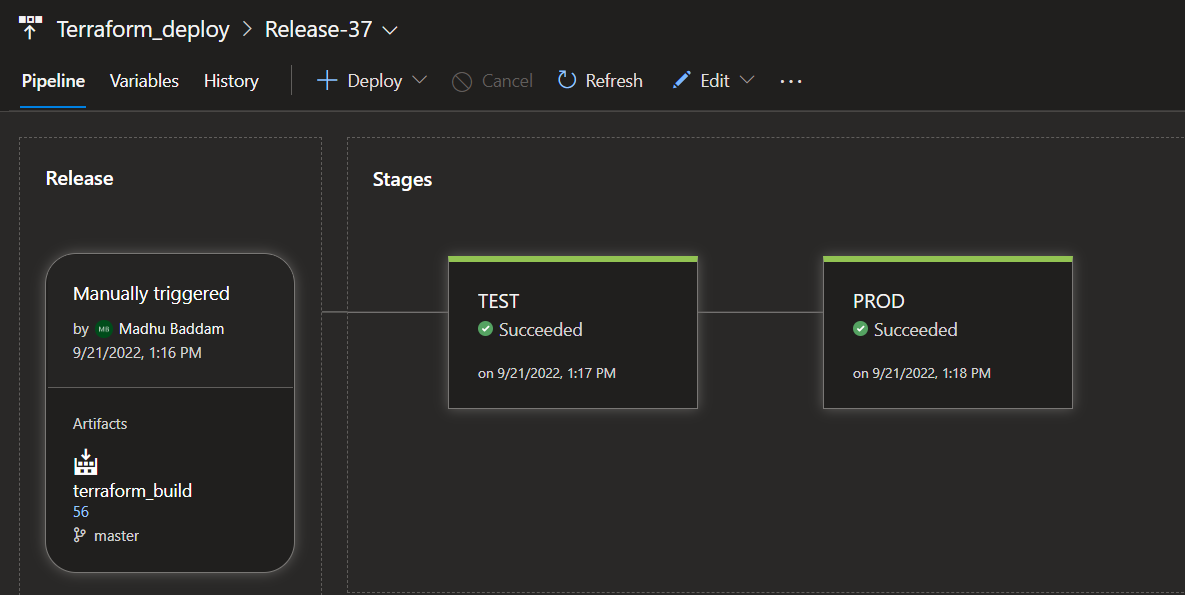 Terraform_deploy > Release-37
Pipeline Variables History Deploy Cancel Refresh Edit ...
Release
Manually triggered
by MB Madhu Baddam
9/21/2022, 1:16 PM
Artifacts
terraform_build
56
master
Stages
TEST
Succeeded
on 9/21/2022, 1:17 PM
PROD
Succeeded
on 9/21/2022, 1:18 PM